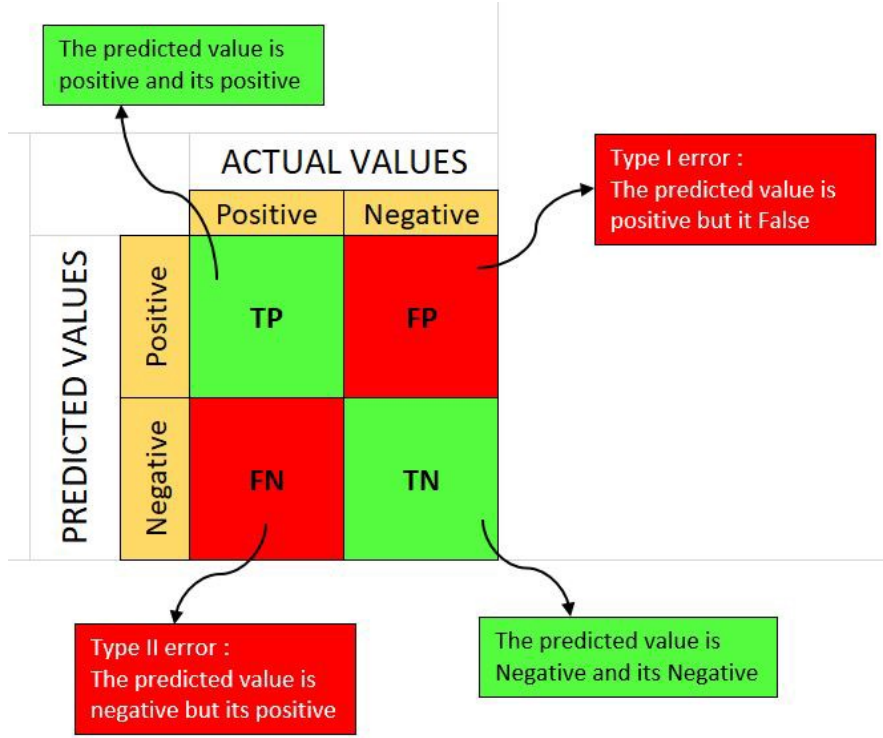 The predicted value is
positive and its positive
ACTUAL VALUES
Type I error :
The predicted value is
positive but it False
Positive
Negative
PREDICTED VALUES
Positive
TP
FP
Negative
FN
TN
Type II error :
The predicted value is
negative but its positive
The predicted value is
Negative and its Negative